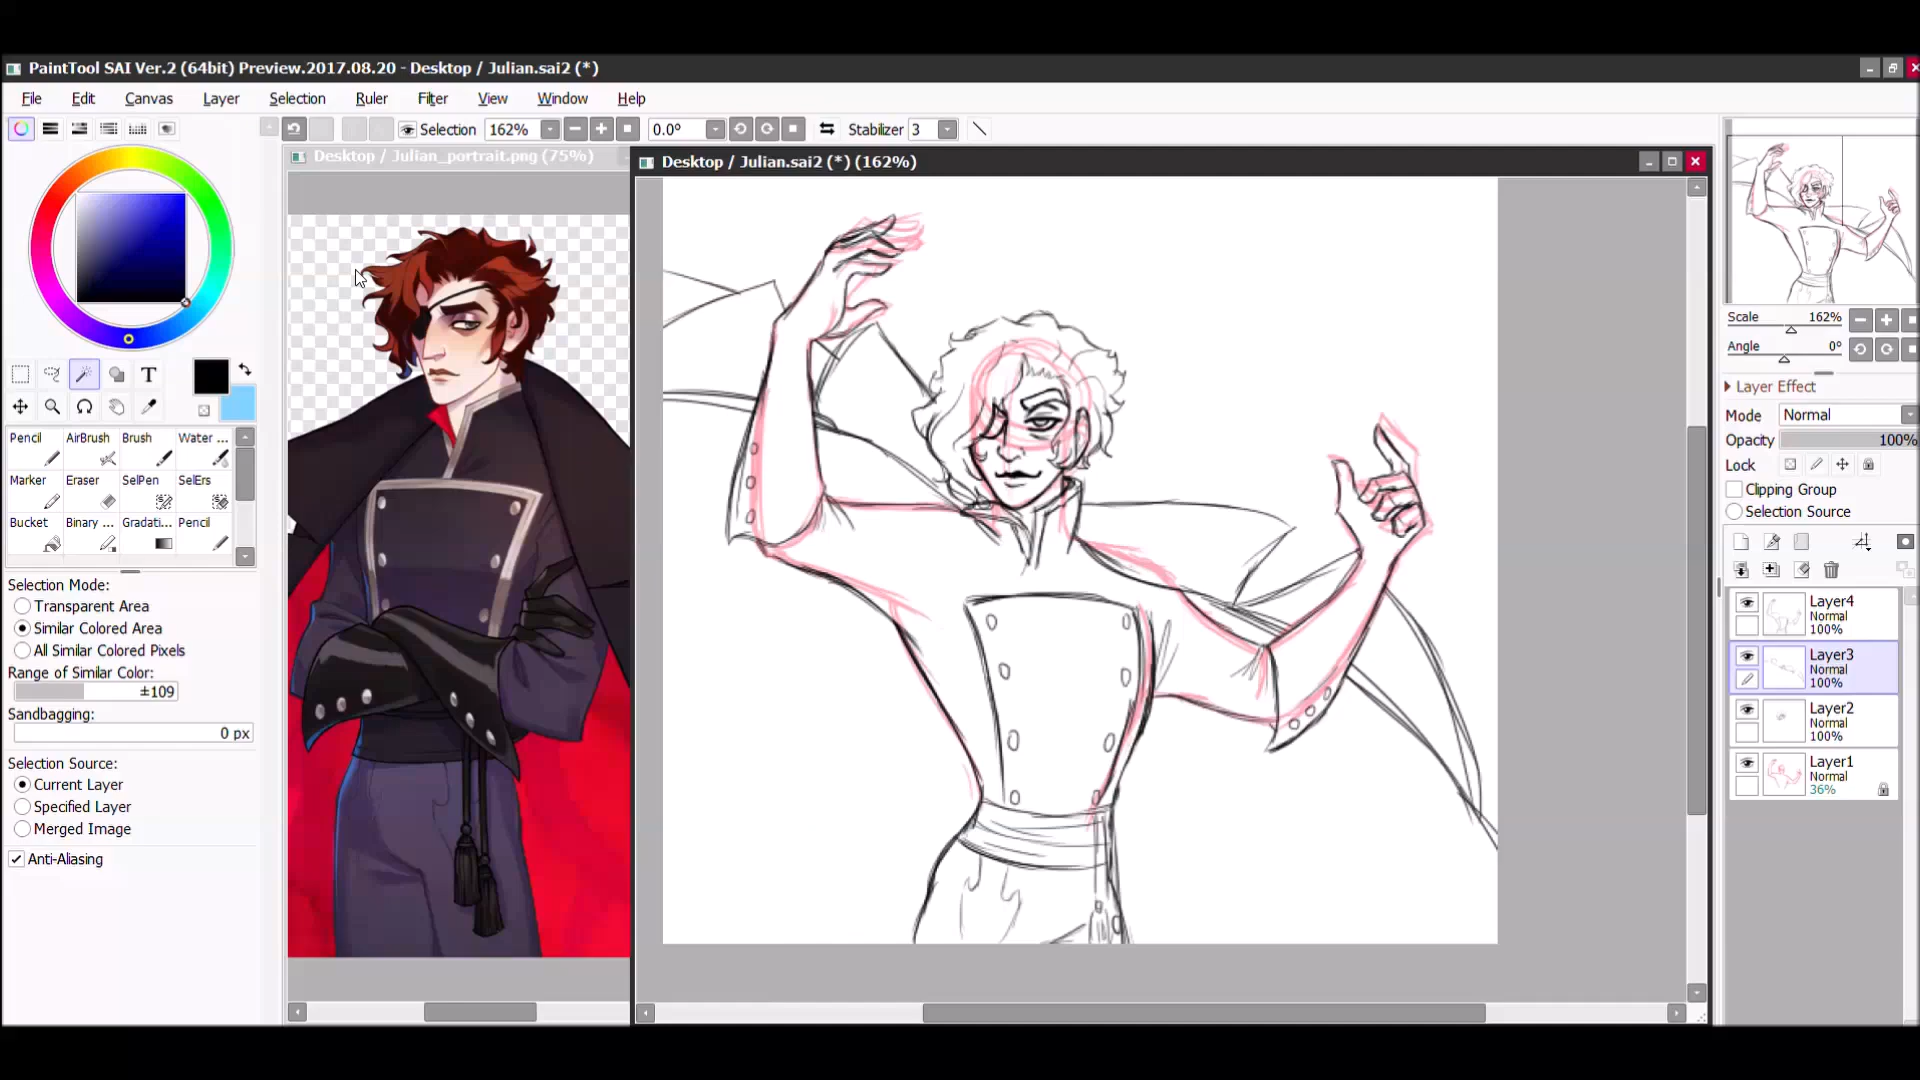 PaintTool SAI Ver.2 (64bit) Preview.2017.08.20 - Desktop / Julian.sai2 (*)
File Edit Canvas Layer Selection Ruler Filter View Window Help
Selection 162% 0.0° Stabilizer 3
Desktop / Julian_portrait.png (75%)
Desktop / Julian.sai2 (*) (162%)
T
Pencil AirBrush Brush Water ...
Marker Eraser SelPen SelErs
Bucket Binary ... Gradati... Pencil
Selection Mode:
Transparent Area
Similar Colored Area
All Similar Colored Pixels
Range of Similar Color:
±109
Sandbagging:
0 px
Selection Source:
Current Layer
Specified Layer
Merged Image
Anti-Aliasing
Scale 162%
Angle 0°
Layer Effect
Mode Normal
Opacity 100%
Lock
Clipping Group
Selection Source
Layer4
Normal
100%
Layer3
Normal
100%
Layer2
Normal
100%
Layer1
Normal
36%